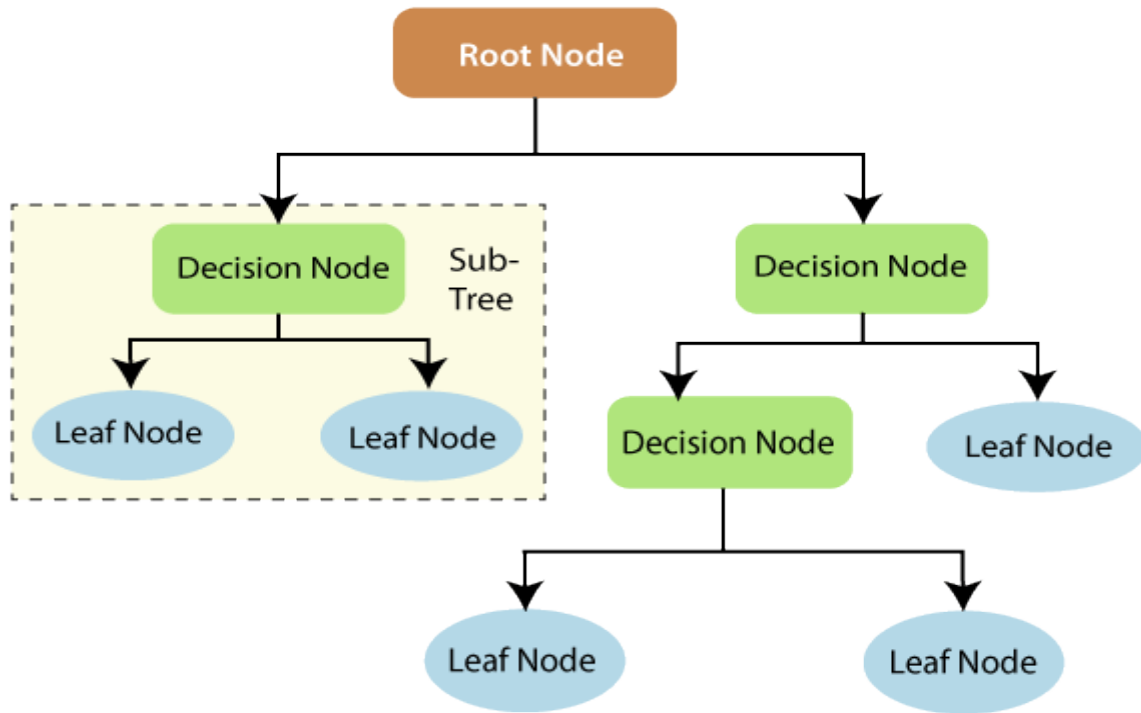 Root Node
Decision Node
Sub-
Tree
Decision Node
Leaf Node
Leaf Node
Decision Node
Leaf Node
Leaf Node
Leaf Node